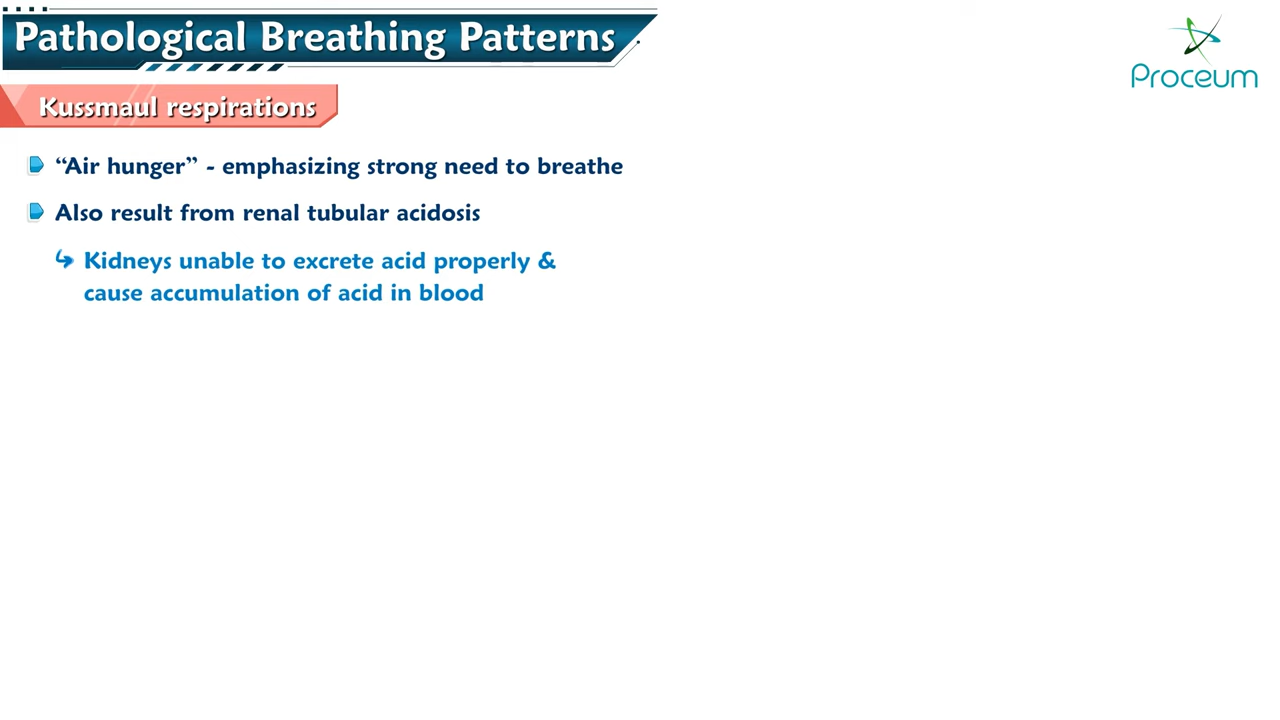 Pathological Breathing Patterns
Proceum
Kussmaul respirations
“Air hunger” - emphasizing strong need to breathe
Also result from renal tubular acidosis
Kidneys unable to excrete acid properly &
cause accumulation of acid in blood